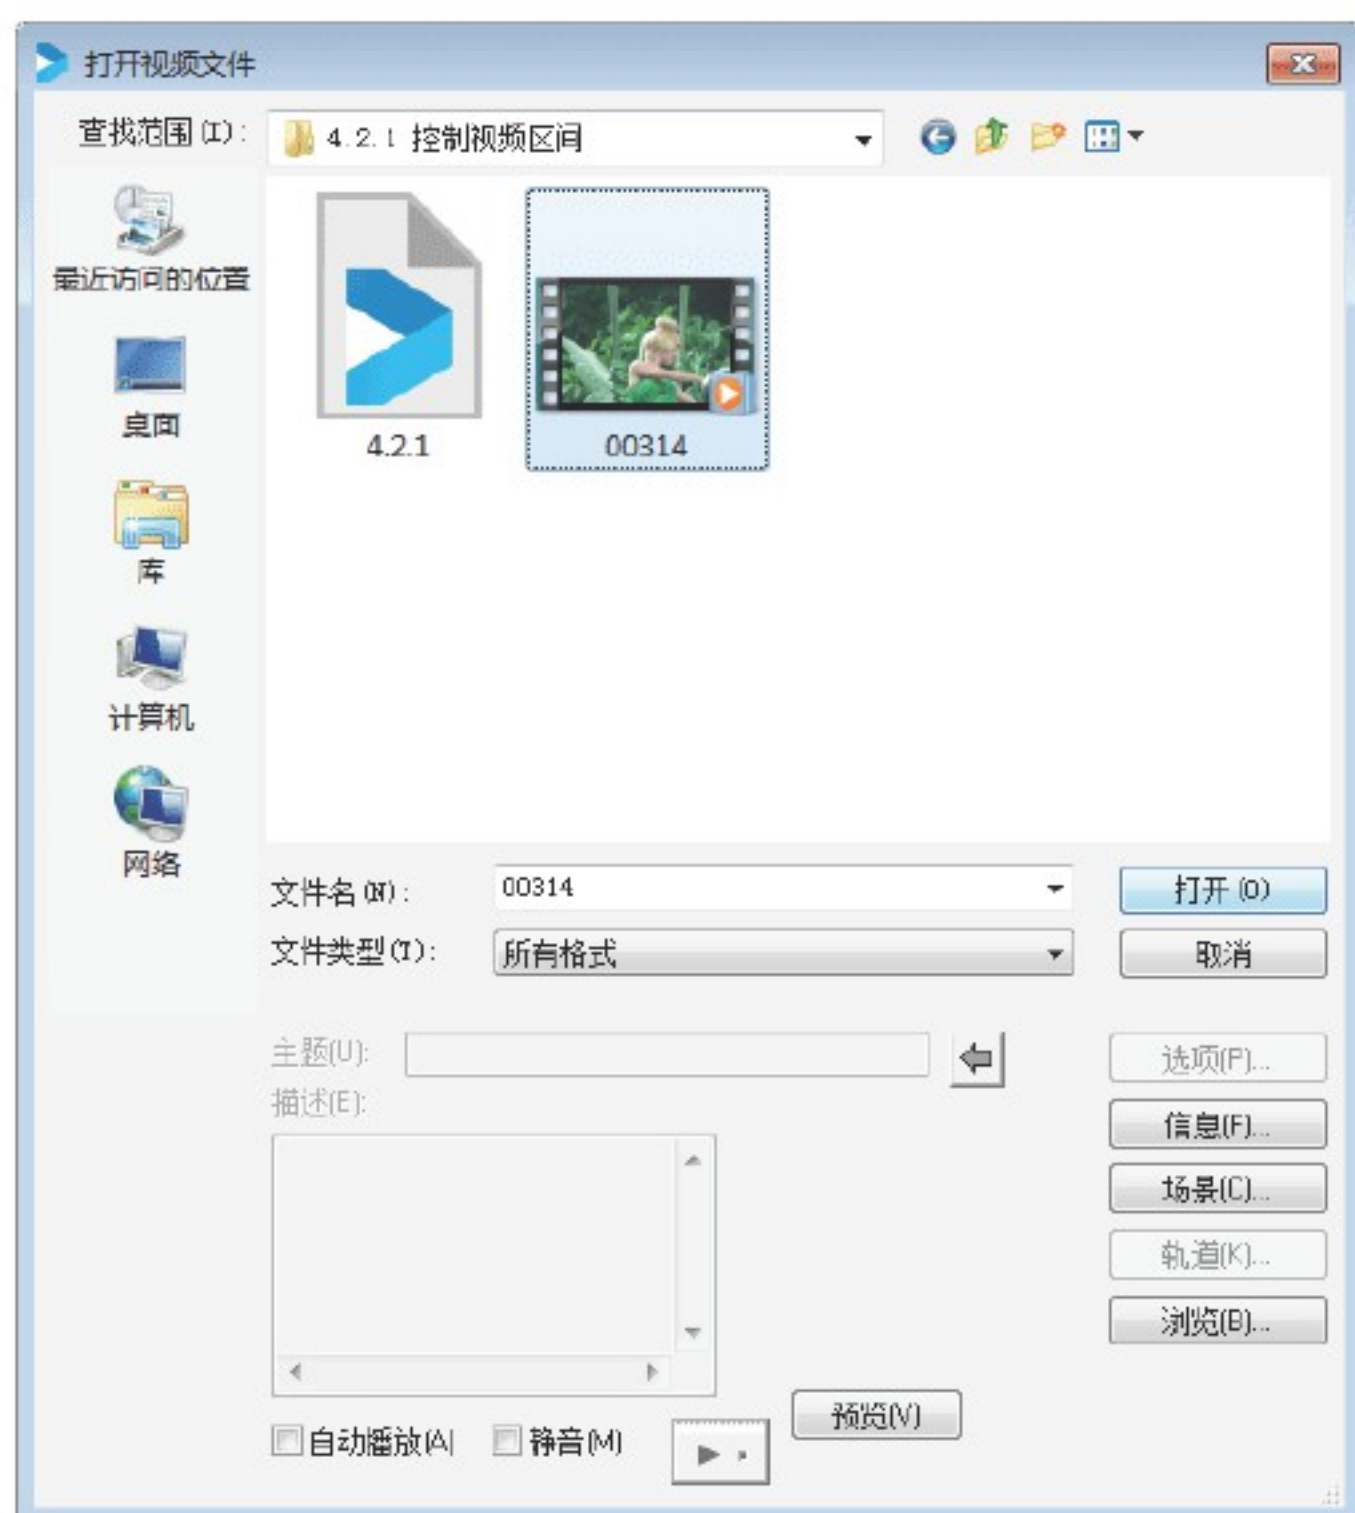 打开视频文件
查找范围(I): 4.2.1 控制视频区间
最近访问的位置
桌面
库
计算机
网络
4.2.1
00314
文件名(N): 00314 打开(O)
文件类型(T): 所有格式 取消
主题(U): 选项(P)...
描述(E):
信息(F)...
场景(C)...
轨道(K)...
浏览(B)...
预览(V)
自动播放(A) 静音(M)